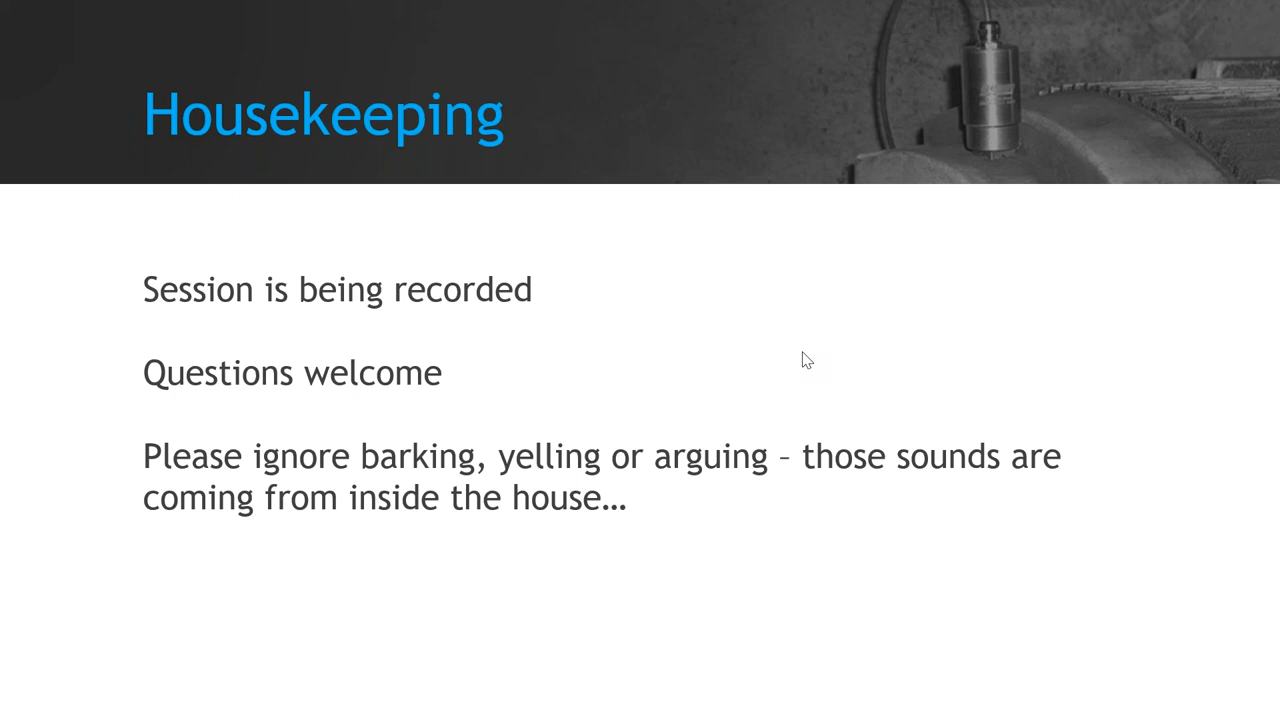 Housekeeping
Session is being recorded
Questions welcome
Please ignore barking, yelling or arguing – those sounds are
coming from inside the house…